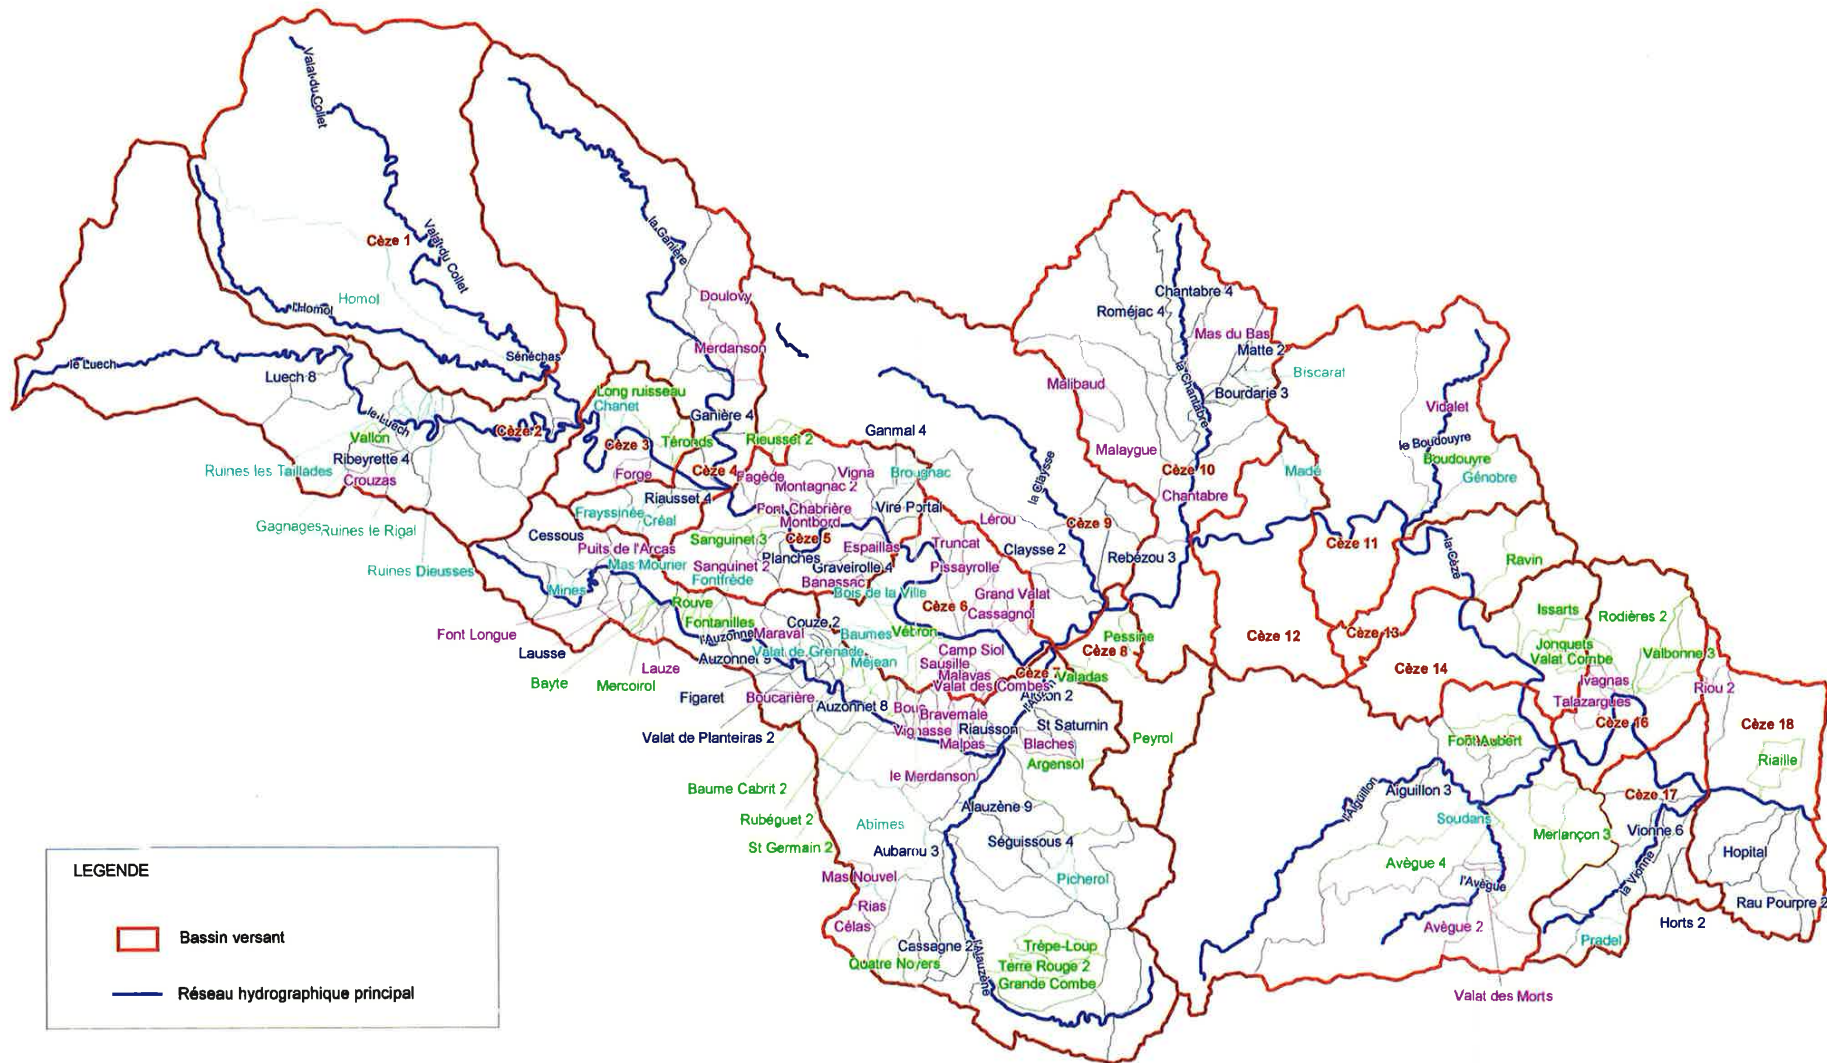 Valat du Collet
la Ganière
Cèze 1
Valat du Collet
Homol
l'Homol
Doulovy
Chantabre 4
Roméjac 4
Mas du Bas
Matte 2
Merdanson
Sénéchas
le Luech
Luech 8
Biscarat
Malibaud
la Chantabre
Bourdarie 3
Long ruisseau
Chanet
Vidalet
Ganière 4
le Luech
Cèze 2
Vallon
Cèze 3
Téronds
Rieusset 2
Ganmal 4
le Boudouyre
Malaygue
Ribeyrette 4
Boudouyre
Ruines les Taillades
Crouzas
Forge
Cèze 4
Fagède
Vigna
Brougnac
la Claysse
Cèze 10
Madé
Génobre
Montagnac 2
Riausset 4
Chantabre
Font Chabrière
Viré Portal
Frayssinée
Créal
Montbord
Lérou
Cèze 9
Gagnages
Ruines le Rigal
Cessous
Sanguinet 3
Cèze 5
Espaillas
Truncat
Claysse 2
Cèze 11
la Cèze
Puits de l'Arcas
Planches
Rebézou 3
Ravin
Ruines Dieusses
Mas Mourier
Sanguinet 2
Graveirolle 4
Pissayrolle
Fontfrède
Banassac
Mines
Bois de la Ville
Grand Valat
Rouve
Cèze 6
Cassagnol
Issarts
Rodières 2
Fontanilles
Couze 2
Font Longue
l'Auzonnet
Maraval
Baumes
Vébron
Pessine
Cèze 12
Cèze 13
Jonquets
Lausse
Valat de Grenade
Camp Siol
Cèze 8
Valat Combe
Valbonne 3
Auzonnet 9
Méjean
Sausille
Cèze 14
Lauze
Malavas
Cèze 7
Valadas
Ivagnas
Bayte
Mercoirol
Valat des Combes
Riou 2
Figaret
Boucarière
l'Auzon
Talazargues
Auzonnet 8
Bravemale
St Saturnin
Cèze 16
Cèze 18
Valat de Planteiras 2
Vignasse
Riausson
Peyrol
Malpas
Blaches
Font Aubert
Argensol
Riaille
le Merdanson
Baume Cabrit 2
l'Aiguillon
Aiguillon 3
Cèze 17
Alauzène 9
Rubéguet 2
Abimes
Soudans
Merlançon 3
Vionne 6
St Germain 2
Aubarou 3
Séguissous 4
Hopital
Avègue 4
Mas Nouvel
Picherol
l'Avègue
la Vionne
Rias
Rau Pourpre 2
Célas
Avègue 2
Horts 2
Cassagne 2
Trèpe-Loup
Pradel
Quatre Noyers
l'Alauzène
Terre Rouge 2
Grande Combe
Valat des Morts
LEGENDE
Bassin versant
Réseau hydrographique principal